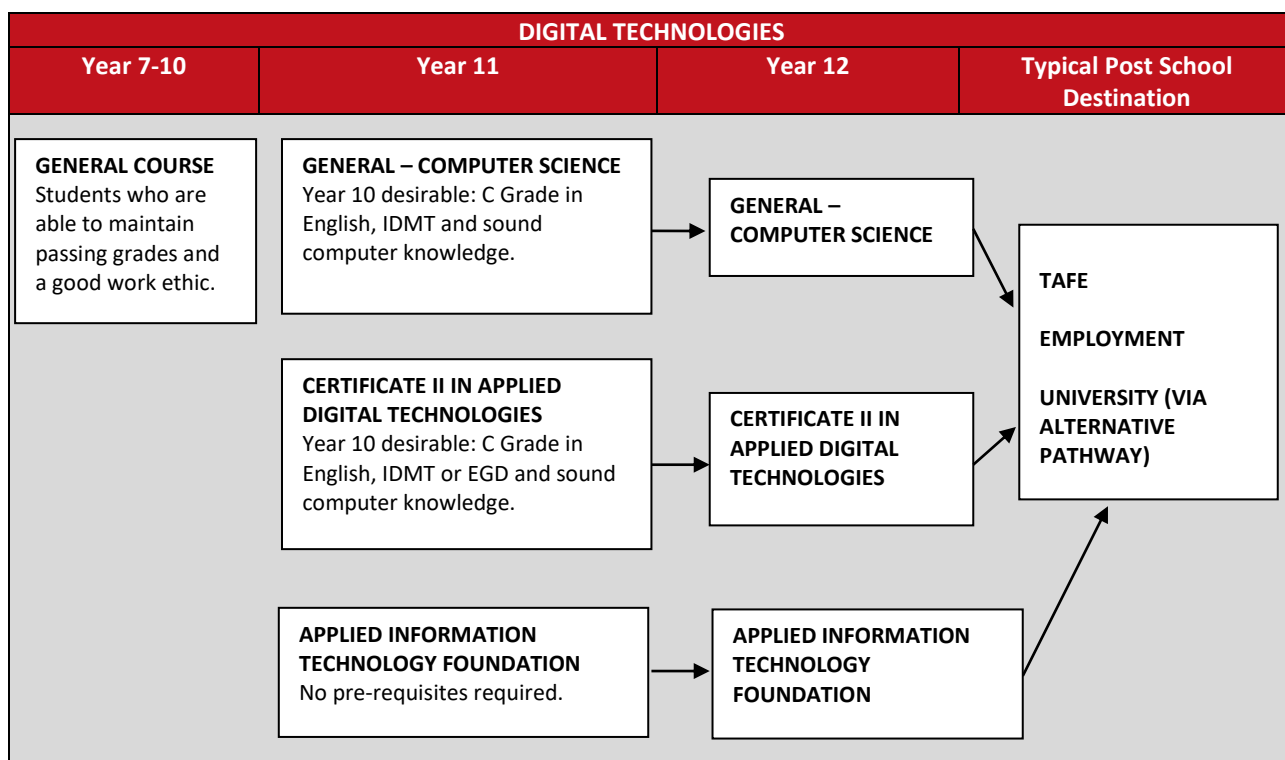 DIGITAL TECHNOLOGIES
Year 7-10
Year 11
Year 12
Typical Post School
Destination
GENERAL COURSE
Students who are
able to maintain
passing grades and
a good work ethic.
GENERAL – COMPUTER SCIENCE
Year 10 desirable: C Grade in
English, IDMT and sound
computer knowledge.
GENERAL –
COMPUTER SCIENCE
TAFE
EMPLOYMENT
UNIVERSITY (VIA
ALTERNATIVE
PATHWAY)
CERTIFICATE II IN APPLIED
DIGITAL TECHNOLOGIES
Year 10 desirable: C Grade in
English, IDMT or EGD and sound
computer knowledge.
CERTIFICATE II IN
APPLIED DIGITAL
TECHNOLOGIES
APPLIED INFORMATION
TECHNOLOGY FOUNDATION
No pre-requisites required.
APPLIED INFORMATION
TECHNOLOGY
FOUNDATION